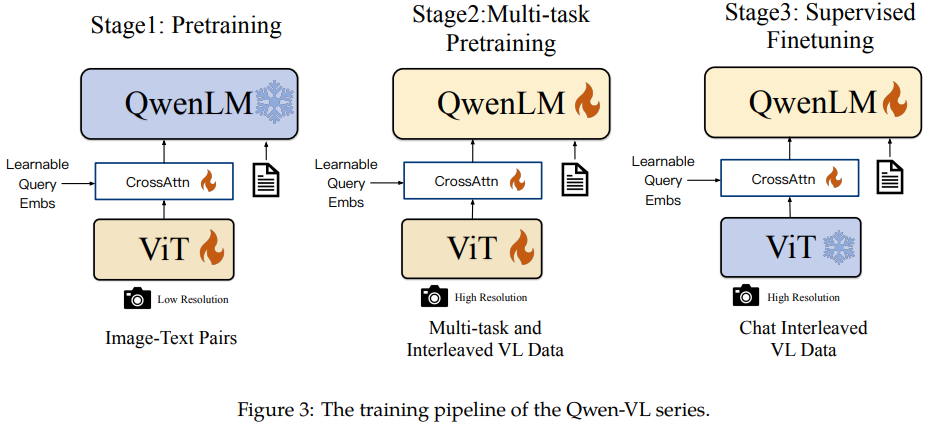 Stage1: Pretraining
QwenLM
Learnable
Query
Embs
CrossAttn
ViT
Low Resolution
Image-Text Pairs
Stage2:Multi-task
Pretraining
QwenLM
Learnable
Query
Embs
CrossAttn
ViT
High Resolution
Multi-task and
Interleaved VL Data
Stage3: Supervised
Finetuning
QwenLM
Learnable
Query
Embs
CrossAttn
ViT
High Resolution
Chat Interleaved
VL Data
Figure 3: The training pipeline of the Qwen-VL series.